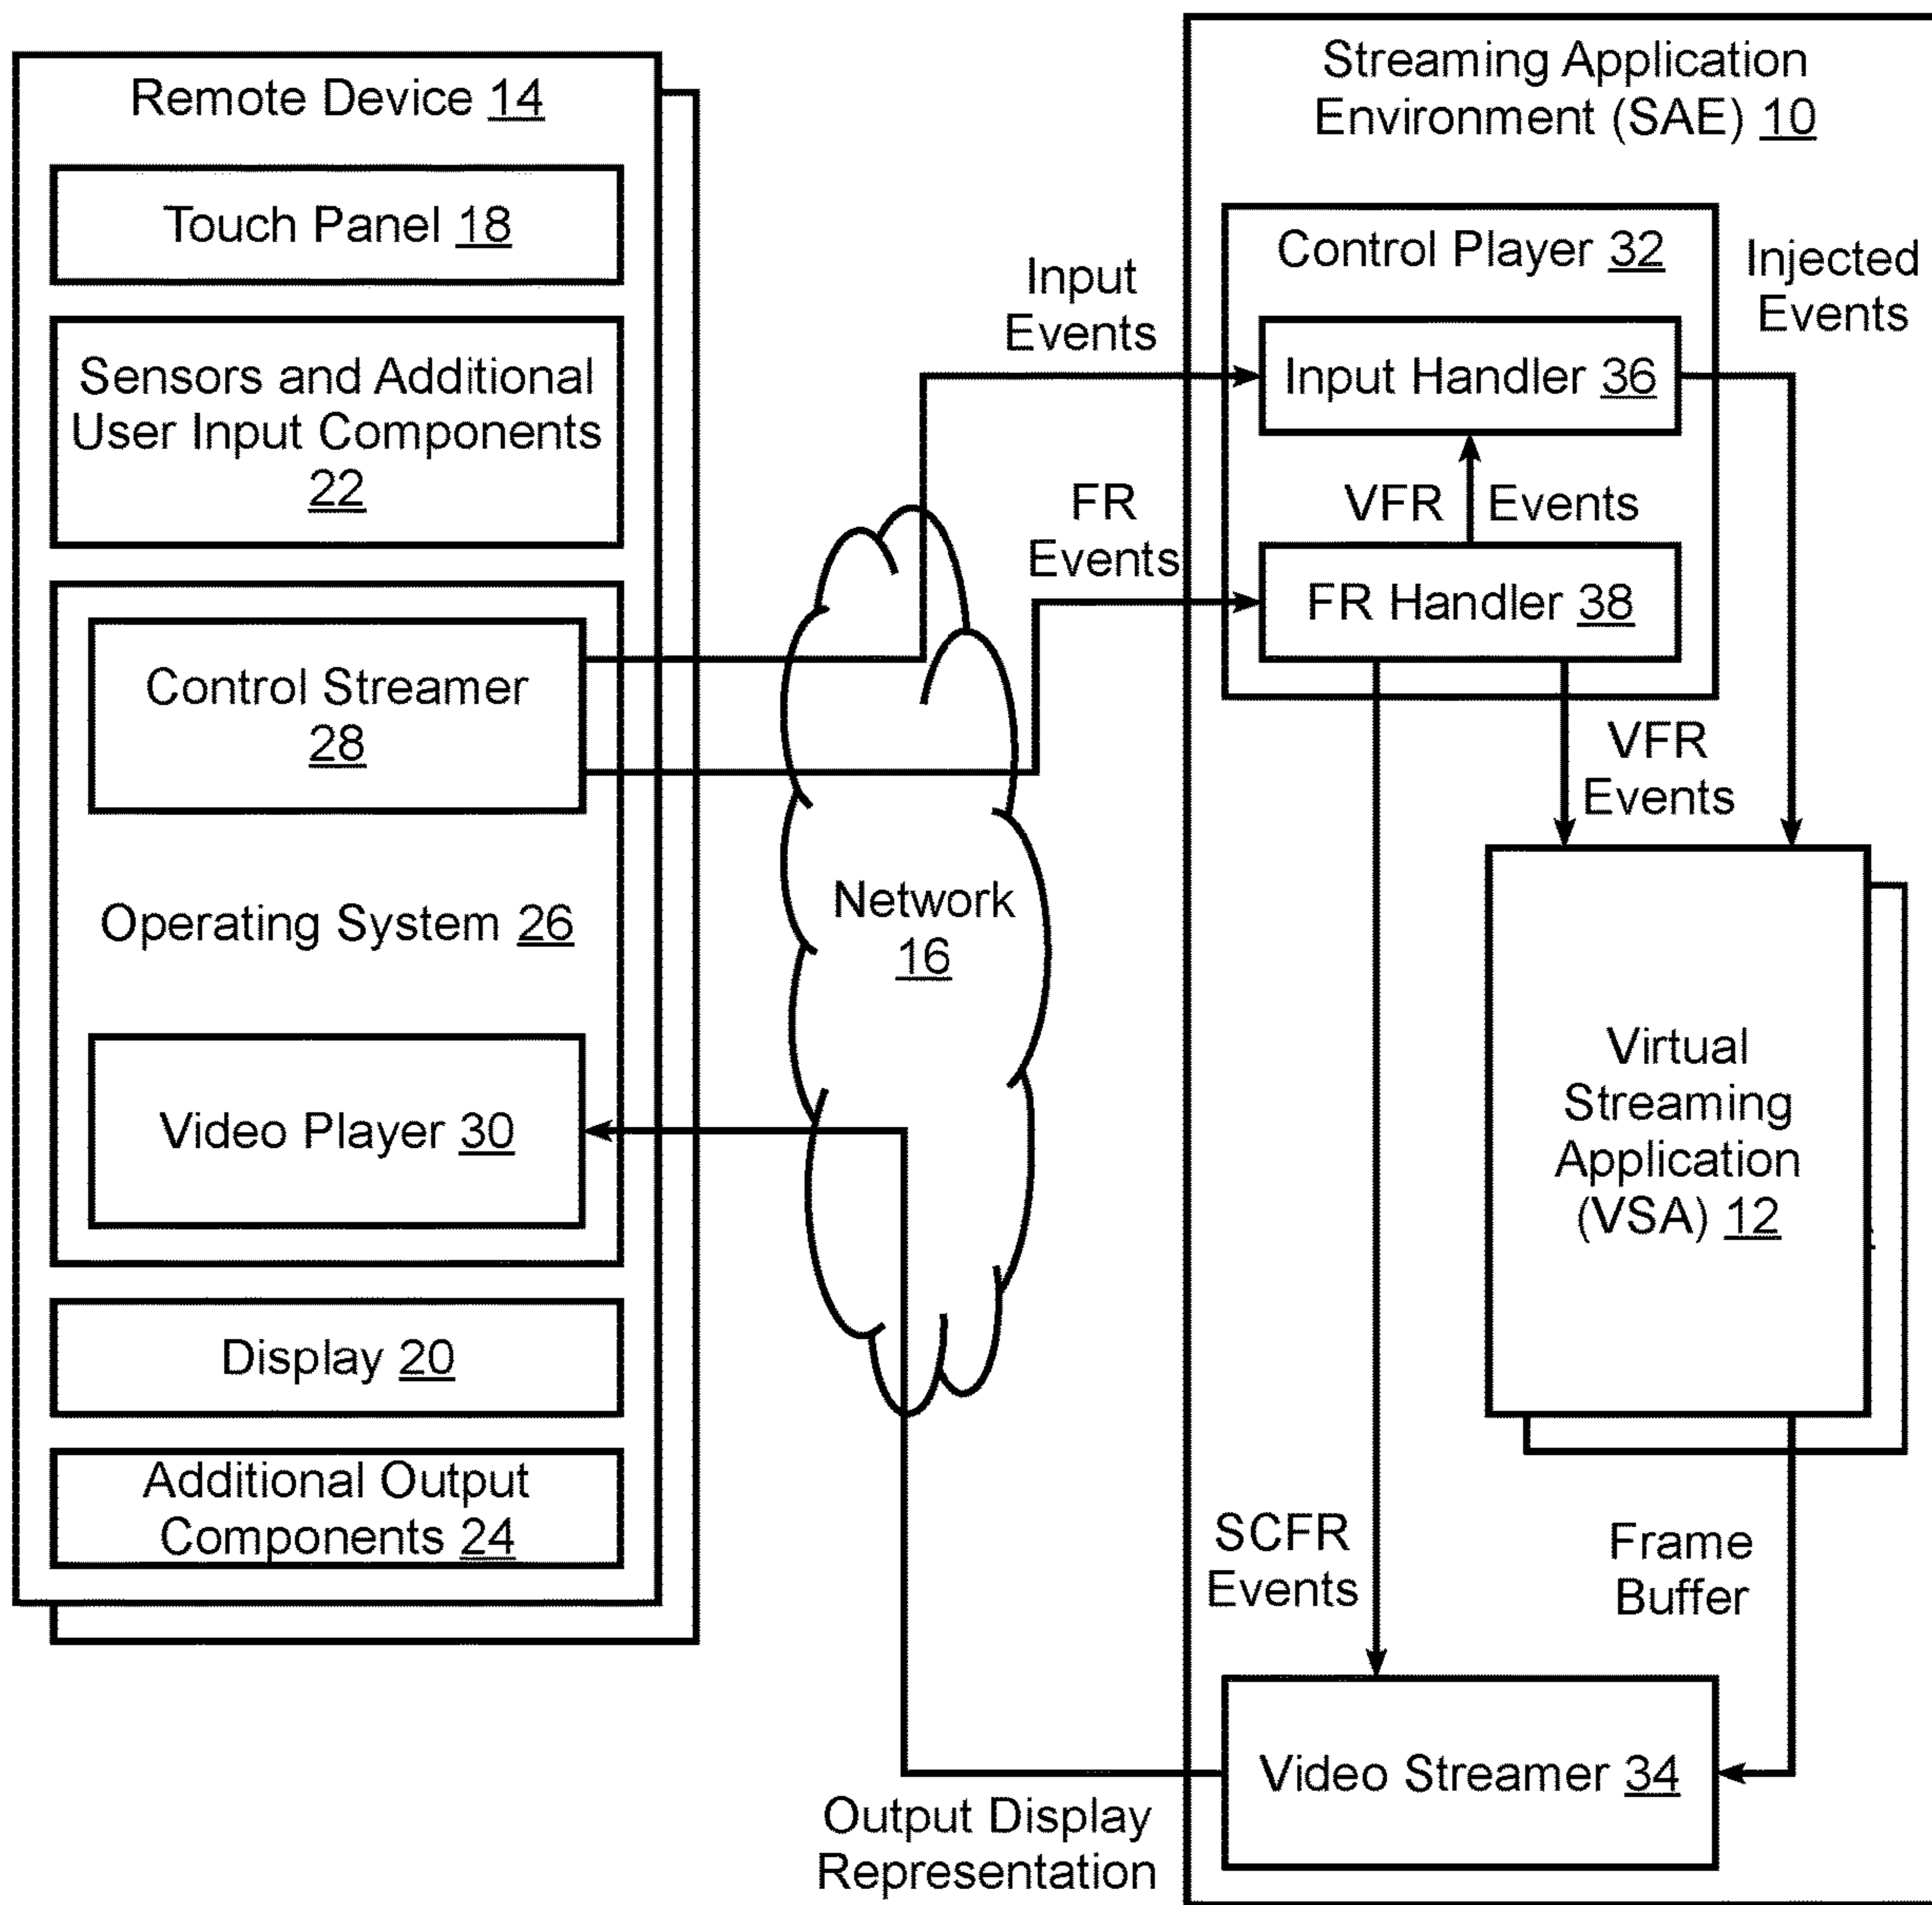 Remote Device 14
Touch Panel 18
Sensors and Additional
User Input Components
22
Control Streamer
28
Operating System 26
Video Player 30
Display 20
Additional Output
Components 24
Input
Events
FR
Events
Network
16
Output Display
Representation
Streaming Application
Environment (SAE) 10
Control Player 32
Input Handler 36
VFR Events
FR Handler 38
Injected
Events
VFR
Events
Virtual
Streaming
Application
(VSA) 12
SCFR
Events
Frame
Buffer
Video Streamer 34